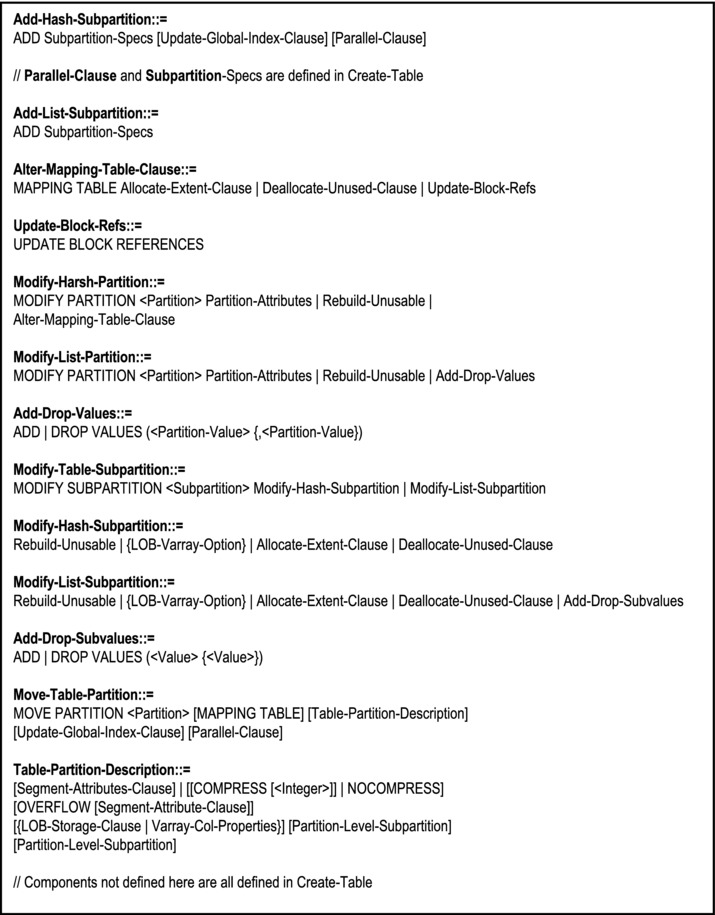 Add-Hash-Subpartition::=
ADD Subpartition-Specs [Update-Global-Index-Clause] [Parallel-Clause]
// Parallel-Clause and Subpartition-Specs are defined in Create-Table
Add-List-Subpartition::=
ADD Subpartition-Specs
Alter-Mapping-Table-Clause::=
MAPPING TABLE Allocate-Extent-Clause | Deallocate-Unused-Clause | Update-Block-Refs
Update-Block-Refs::=
UPDATE BLOCK REFERENCES
Modify-Harsh-Partition::=
MODIFY PARTITION <Partition> Partition-Attributes | Rebuild-Unusable |
Alter-Mapping-Table-Clause
Modify-List-Partition::=
MODIFY PARTITION <Partition> Partition-Attributes | Rebuild-Unusable | Add-Drop-Values
Add-Drop-Values::=
ADD | DROP VALUES (<Partition-Value> {,<Partition-Value})
Modify-Table-Subpartition::=
MODIFY SUBPARTITION <Subpartition> Modify-Hash-Subpartition | Modify-List-Subpartition
Modify-Hash-Subpartition::=
Rebuild-Unusable | {LOB-Varray-Option} | Allocate-Extent-Clause | Deallocate-Unused-Clause
Modify-List-Subpartition::=
Rebuild-Unusable | {LOB-Varray-Option} | Allocate-Extent-Clause | Deallocate-Unused-Clause | Add-Drop-Subvalues
Add-Drop-Subvalues::=
ADD | DROP VALUES (<Value> {<Value>})
Move-Table-Partition::=
MOVE PARTITION <Partition> [MAPPING TABLE] [Table-Partition-Description]
[Update-Global-Index-Clause] [Parallel-Clause]
Table-Partition-Description::=
[Segment-Attributes-Clause] | [[COMPRESS [<Integer>]] | NOCOMPRESS]
[OVERFLOW [Segment-Attribute-Clause]]
[{LOB-Storage-Clause | Varray-Col-Properties}] [Partition-Level-Subpartition]
[Partition-Level-Subpartition]
// Components not defined here are all defined in Create-Table